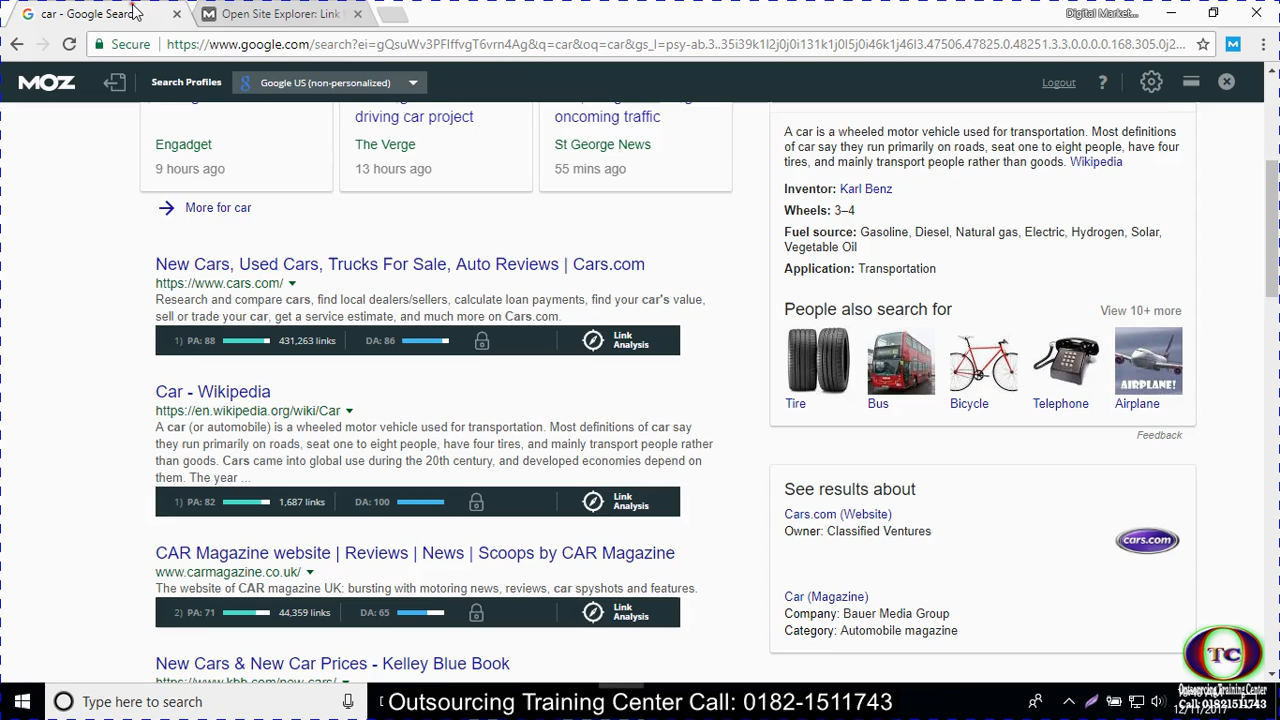 car - Google Search
Open Site Explorer: Link
Digital Market...
Secure
https://www.google.com/search?ei=gQsuWv3PFIffvgT6vrn4Ag&q=car&oq=car&gs_l=psy-ab.3..35i39k1l2j0j0i131k1j0l5j0i46k1j46l3.47506.47825.0.48251.3.3.0.0.0.0.168.305.0j2...
MOZ
Search Profiles
Google US (non-personalized)
Logout
?
driving car project
oncoming traffic
Engadget
The Verge
St George News
9 hours ago
13 hours ago
55 mins ago
More for car
New Cars, Used Cars, Trucks For Sale, Auto Reviews | Cars.com
https://www.cars.com/
Research and compare cars, find local dealers/sellers, calculate loan payments, find your car's value,
sell or trade your car, get a service estimate, and much more on Cars.com.
1) PA: 88 431,263 links DA: 86 Link
Analysis
Car - Wikipedia
https://en.wikipedia.org/wiki/Car
A car (or automobile) is a wheeled motor vehicle used for transportation. Most definitions of car say
they run primarily on roads, seat one to eight people, have four tires, and mainly transport people rather
than goods. Cars came into global use during the 20th century, and developed economies depend on
them. The year ...
1) PA: 82 1,687 links DA: 100 Link
Analysis
CAR Magazine website | Reviews | News | Scoops by CAR Magazine
www.carmagazine.co.uk/
The website of CAR magazine UK: bursting with motoring news, reviews, car spyshots and features.
2) PA: 71 44,359 links DA: 65 Link
Analysis
New Cars & New Car Prices - Kelley Blue Book
https://www.kbb.com/new-cars/
A car is a wheeled motor vehicle used for transportation. Most definitions
of car say they run primarily on roads, seat one to eight people, have four
tires, and mainly transport people rather than goods. Wikipedia
Inventor: Karl Benz
Wheels: 3–4
Fuel source: Gasoline, Diesel, Natural gas, Electric, Hydrogen, Solar,
Vegetable Oil
Application: Transportation
People also search for
View 10+ more
AIRPLANE!
Tire
Bus
Bicycle
Telephone
Airplane
Feedback
See results about
Cars.com (Website)
Owner: Classified Ventures
cars.com
Car (Magazine)
Company: Bauer Media Group
Category: Automobile magazine
OTC
Outsourcing Training Center
Call: 01821511743
Type here to search
Outsourcing Training Center Call: 0182-1511743